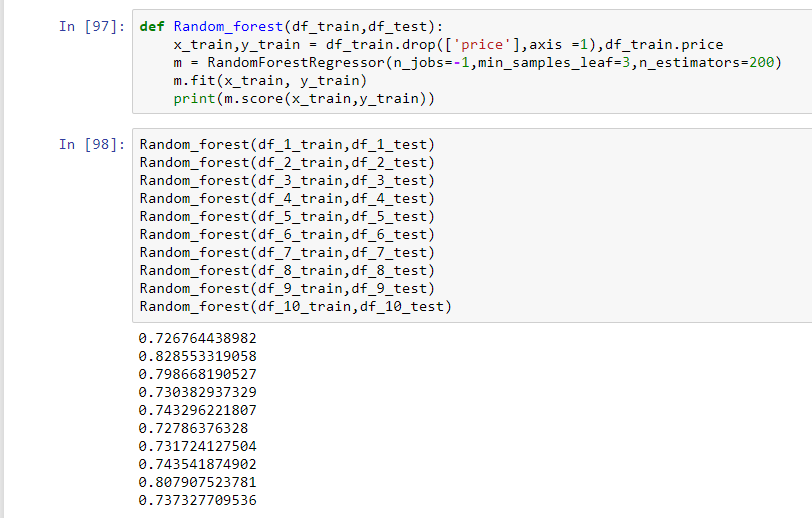 In [97]: def Random_forest(df_train,df_test):
x_train,y_train = df_train.drop(['price'],axis =1),df_train.price
m = RandomForestRegressor(n_jobs=-1,min_samples_leaf=3,n_estimators=200)
m.fit(x_train, y_train)
print(m.score(x_train,y_train))
In [98]: Random_forest(df_1_train,df_1_test)
Random_forest(df_2_train,df_2_test)
Random_forest(df_3_train,df_3_test)
Random_forest(df_4_train,df_4_test)
Random_forest(df_5_train,df_5_test)
Random_forest(df_6_train,df_6_test)
Random_forest(df_7_train,df_7_test)
Random_forest(df_8_train,df_8_test)
Random_forest(df_9_train,df_9_test)
Random_forest(df_10_train,df_10_test)
0.726764438982
0.828553319058
0.798668190527
0.730382937329
0.743296221807
0.72786376328
0.731724127504
0.743541874902
0.807907523781
0.737327709536